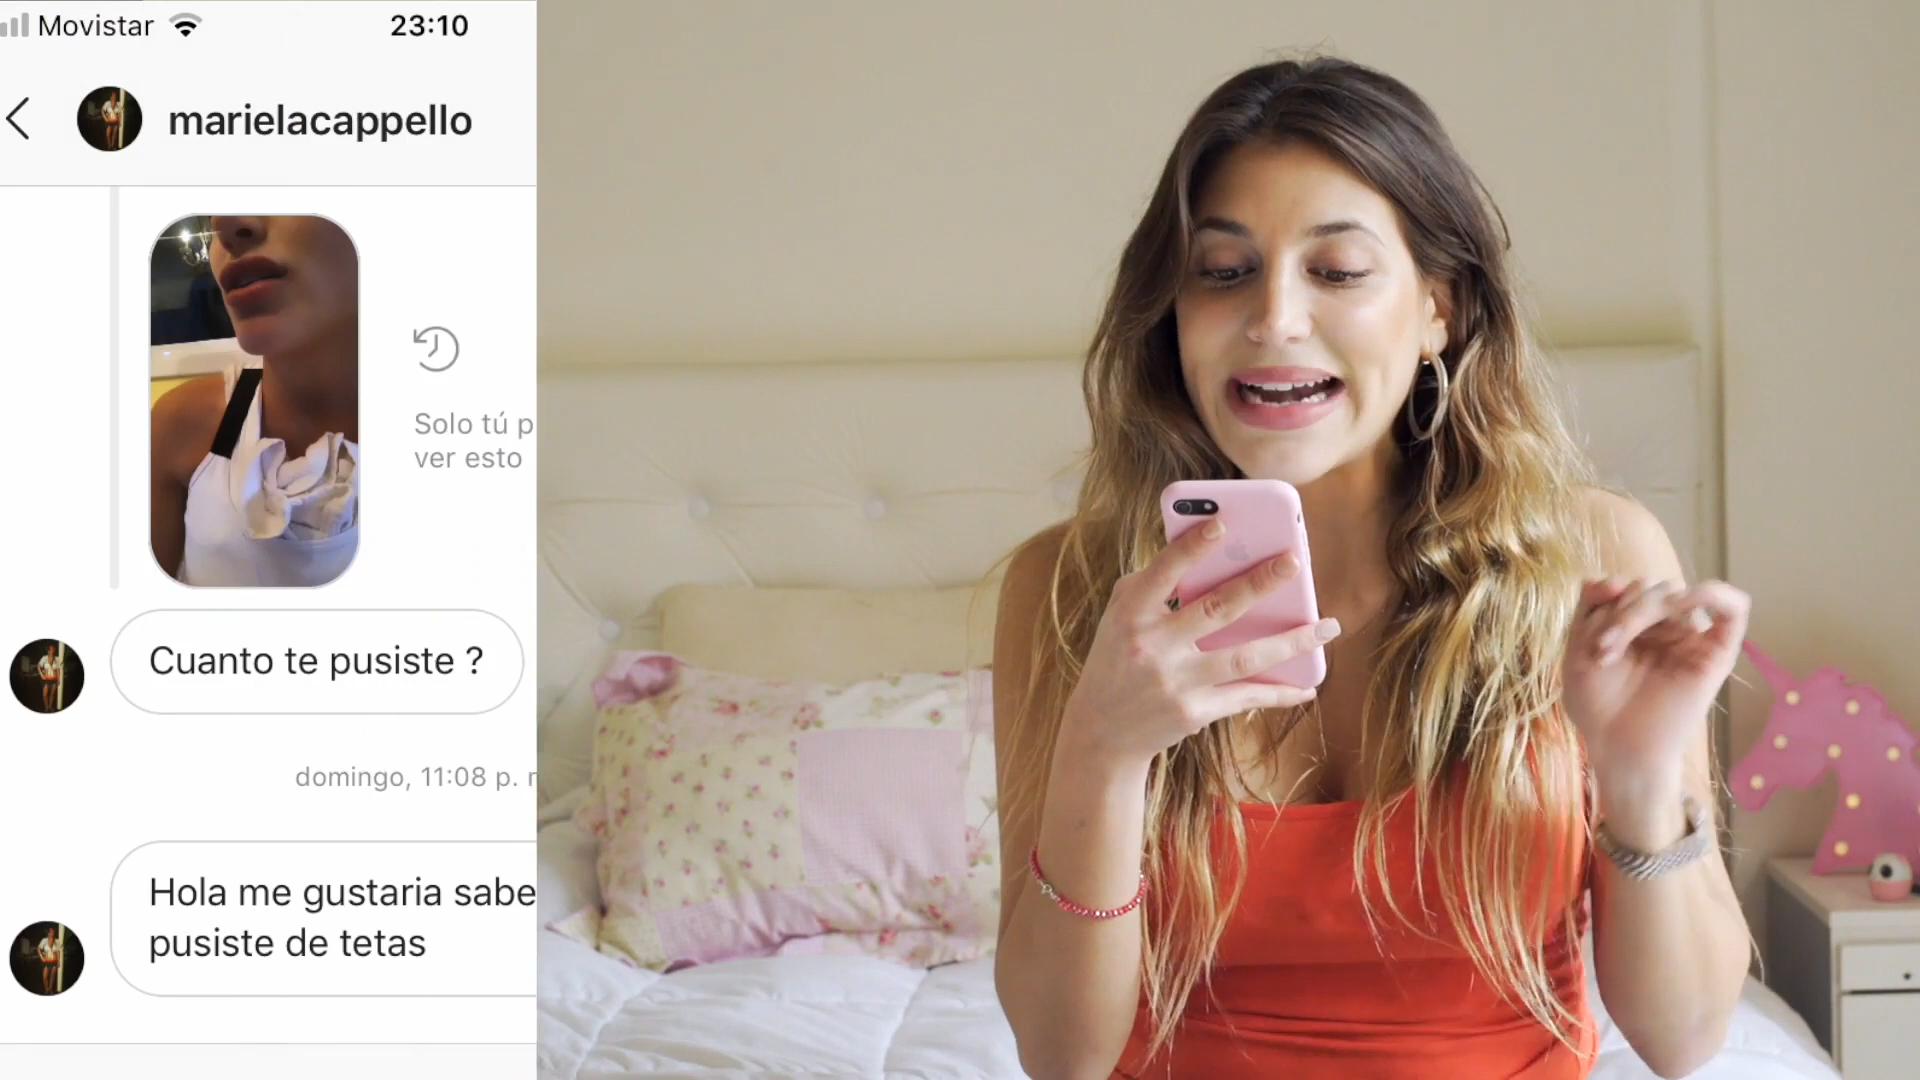 Movistar 23:10
marielacappello
Solo tú p
ver esto
Cuanto te pusiste ?
domingo, 11:08 p.
Hola me gustaria sabe
pusiste de tetas